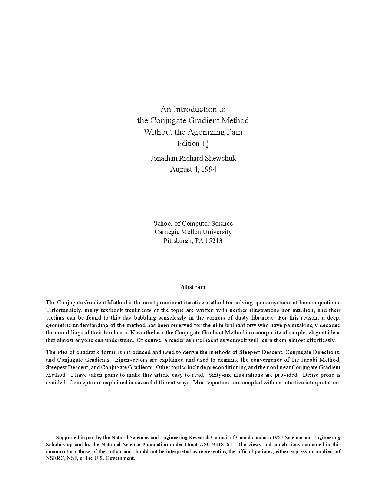 An Introduction to
the Conjugate Gradient Method
Without the Agonizing Pain
Edition 1¼
Jonathan Richard Shewchuk
August 4, 1994
School of Computer Science
Carnegie Mellon University
Pittsburgh, PA 15213
Abstract
The Conjugate Gradient Method is the most prominent iterative method for solving sparse systems of linear equations.
Unfortunately, many textbook treatments of the topic are written with neither illustrations nor intuition, and their
victims can be found to this day babbling senselessly in the corners of dusty libraries. For this reason, a deep,
geometric understanding of the method has been reserved for the elite brilliant few who have painstakingly decoded
the mumblings of their forebears. Nevertheless, the Conjugate Gradient Method is a composite of simple, elegant ideas
that almost anyone can understand. Of course, a reader as intelligent as yourself will learn them almost effortlessly.
The idea of quadratic forms is introduced and used to derive the methods of Steepest Descent, Conjugate Directions,
and Conjugate Gradients. Eigenvectors are explained and used to examine the convergence of the Jacobi Method,
Steepest Descent, and Conjugate Gradients. Other topics include preconditioning and the nonlinear Conjugate Gradient
Method. I have taken pains to make this article easy to read. Sixty-six illustrations are provided. Dense prose is
avoided. Concepts are explained in several different ways. Most equations are coupled with an intuitive interpretation.
Supported in part by the Natural Sciences and Engineering Research Council of Canada under a 1967 Science and Engineering
Scholarship and by the National Science Foundation under Grant ASC-9318163. The views and conclusions contained in this
document are those of the author and should not be interpreted as representing the official policies, either express or implied, of
NSERC, NSF, or the U.S. Government.